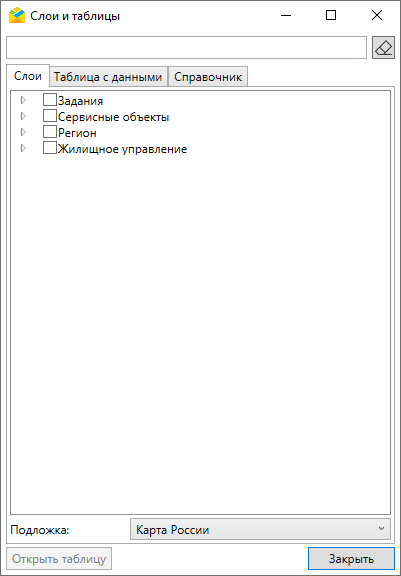 Слои и таблицы
Слои Таблица с данными Справочник
Задания
Сервисные объекты
Регион
Жилищное управление
Подложка: Карта России
Открыть таблицу Закрыть